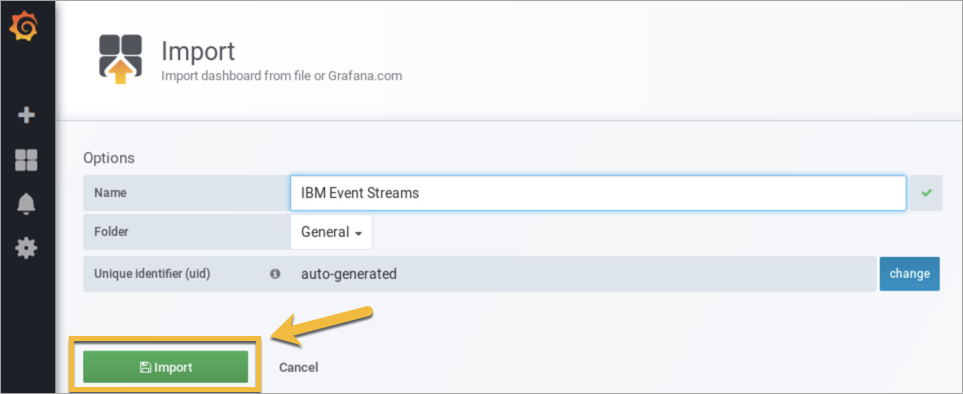 Import
Import dashboard from file or Grafana.com
Options
Name IBM Event Streams
Folder General
Unique identifier (uid) auto-generated change
Import Cancel